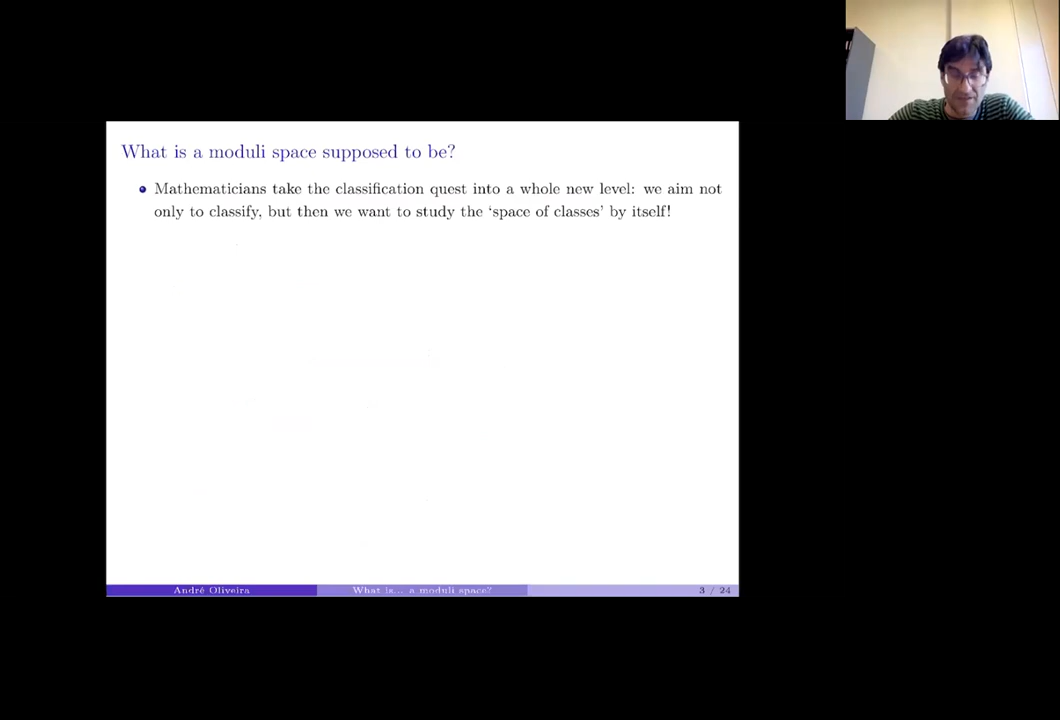 What is a moduli space supposed to be?
Mathematicians take the classification quest into a whole new level: we aim not
only to classify, but then we want to study the ‘space of classes’ by itself!
André Oliveira What is... a moduli space? 3 / 24